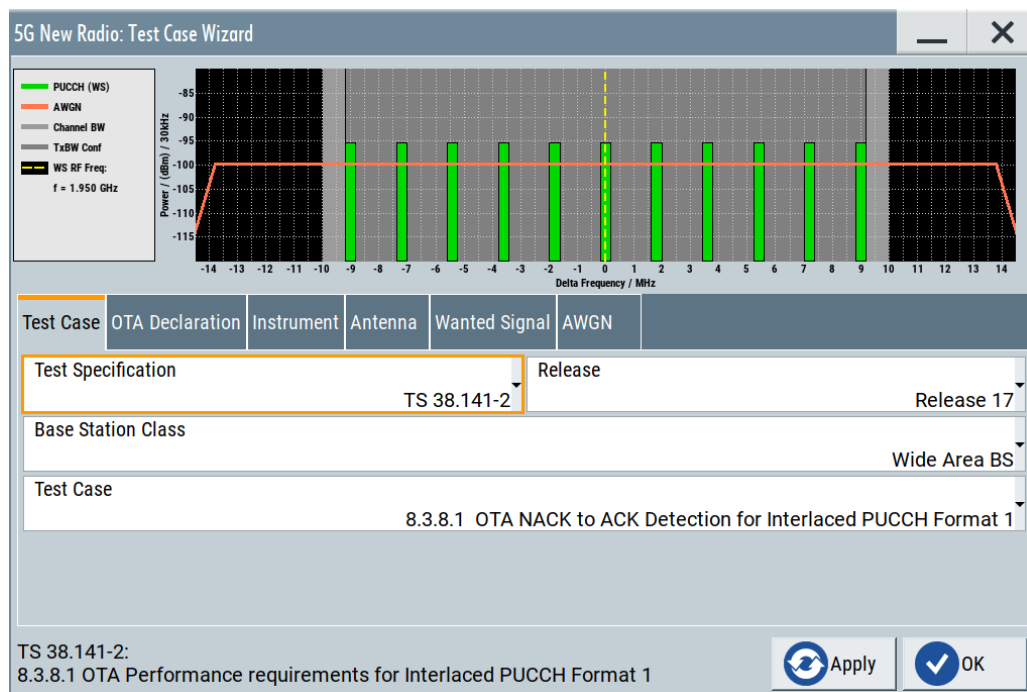 5G New Radio: Test Case Wizard
PUCCH (WS)
AWGN
Channel BW
TxBW Conf
WS RF Freq:
f = 1.950 GHz
Power / (dBm) / 30kHz
-85
-90
-95
-100
-105
-110
-115
-14 -13 -12 -11 -10 -9 -8 -7 -6 -5 -4 -3 -2 -1 0 1 2 3 4 5 6 7 8 9 10 11 12 13 14
Delta Frequency / MHz
Test Case OTA Declaration Instrument Antenna Wanted Signal AWGN
Test Specification
TS 38.141-2
Release
Release 17
Base Station Class
Wide Area BS
Test Case
8.3.8.1 OTA NACK to ACK Detection for Interlaced PUCCH Format 1
TS 38.141-2:
8.3.8.1 OTA Performance requirements for Interlaced PUCCH Format 1
Apply
OK